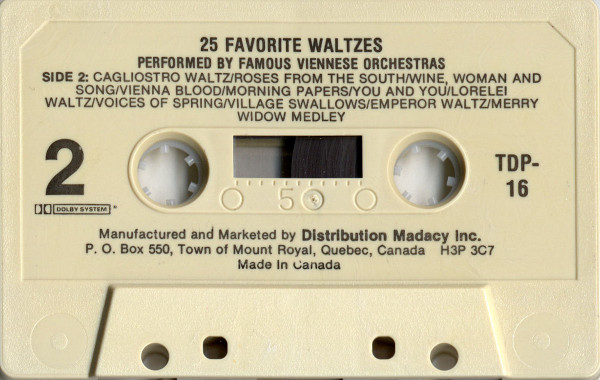 25 FAVORITE WALTZES
PERFORMED BY FAMOUS VIENNESE ORCHESTRAS
SIDE 2: CAGLIOSTRO WALTZ/ROSES FROM THE SOUTH/WINE, WOMAN AND
SONG/VIENNA BLOOD/MORNING PAPERS/YOU AND YOU/LORELEI
WALTZ/VOICES OF SPRING/VILLAGE SWALLOWS/EMPEROR WALTZ/MERRY
WIDOW MEDLEY
2
TDP-
16
50
DOLBY SYSTEM
Manufactured and Marketed by Distribution Madacy Inc.
P. O. Box 550, Town of Mount Royal, Quebec, Canada H3P 3C7
Made In Canada